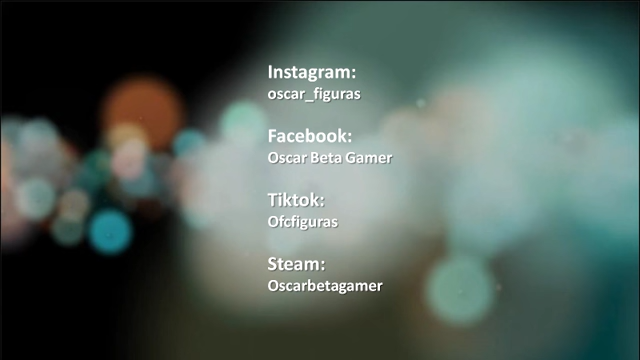 Instagram:
oscar_figuras
Facebook:
Oscar Beta Gamer
Tiktok:
Ofcfiguras
Steam:
Oscarbetagamer